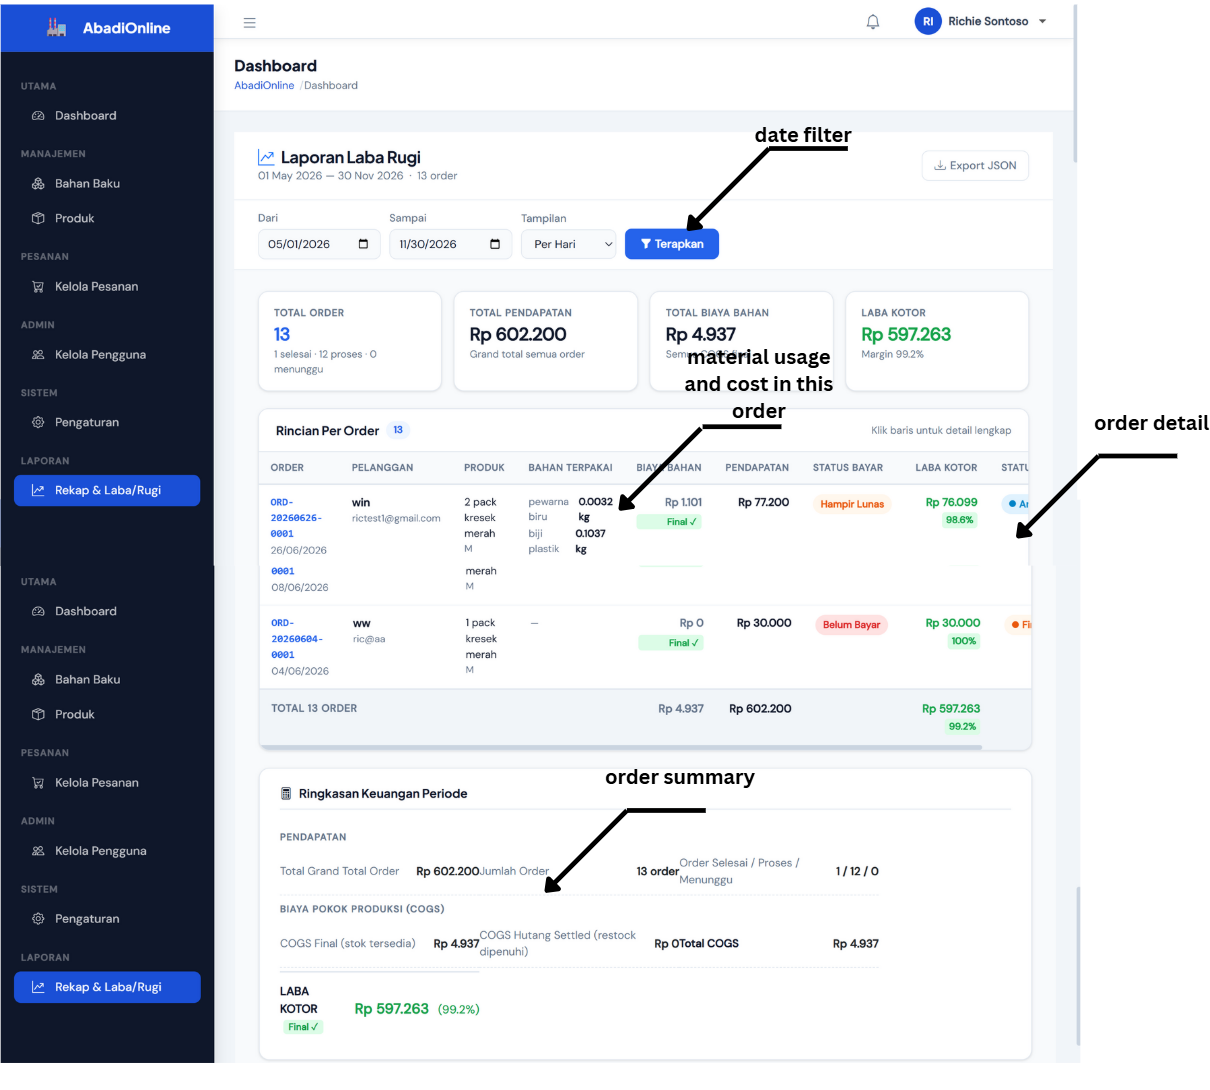 AbadiOnline
RI Richie Sontoso
UTAMA
Dashboard
MANAJEMEN
Bahan Baku
Produk
PESANAN
Kelola Pesanan
ADMIN
Kelola Pengguna
SISTEM
Pengaturan
LAPORAN
Rekap & Laba/Rugi
Dashboard
AbadiOnline / Dashboard
date filter
Laporan Laba Rugi
01 May 2026 — 30 Nov 2026 · 13 order
Export JSON
Dari Sampai Tampilan
05/01/2026 11/30/2026 Per Hari Terapkan
TOTAL ORDER
13
1 selesai · 12 proses · 0
menunggu
TOTAL PENDAPATAN
Rp 602.200
Grand total semua order
TOTAL BIAYA BAHAN
Rp 4.937
LABA KOTOR
Rp 597.263
Margin 99.2%
material usage
and cost in this
order
order detail
Rincian Per Order 13
Klik baris untuk detail lengkap
ORDER PELANGGAN PRODUK BAHAN TERPAKAI BIAYA BAHAN PENDAPATAN STATUS BAYAR LABA KOTOR STATU
ORD- win 2 pack pewarna 0.0032 Rp 1.101 Rp 77.200 Hampir Lunas Rp 76.099 Ar
20260626- rictest1@gmail.com kresek biru kg Final ✓ 98.6%
0001 merah biji 0.1037
26/06/2026 M plastik kg
0001 merah
08/06/2026 M
ORD- ww 1 pack — Rp 0 Rp 30.000 Belum Bayar Rp 30.000 Fi
20260604- ric@aa kresek Final ✓ 100%
0001 merah
04/06/2026 M
TOTAL 13 ORDER Rp 4.937 Rp 602.200 Rp 597.263
99.2%
UTAMA
Dashboard
MANAJEMEN
Bahan Baku
Produk
PESANAN
Kelola Pesanan
ADMIN
Kelola Pengguna
SISTEM
Pengaturan
LAPORAN
Rekap & Laba/Rugi
order summary
Ringkasan Keuangan Periode
PENDAPATAN
Total Grand Total Order Rp 602.200 Jumlah Order 13 order Order Selesai / Proses /
Menunggu 1 / 12 / 0
BIAYA POKOK PRODUKSI (COGS)
COGS Final (stok tersedia) Rp 4.937 COGS Hutang Settled (restock
dipenuhi) Rp 0 Total COGS Rp 4.937
LABA
KOTOR Rp 597.263 (99.2%)
Final ✓